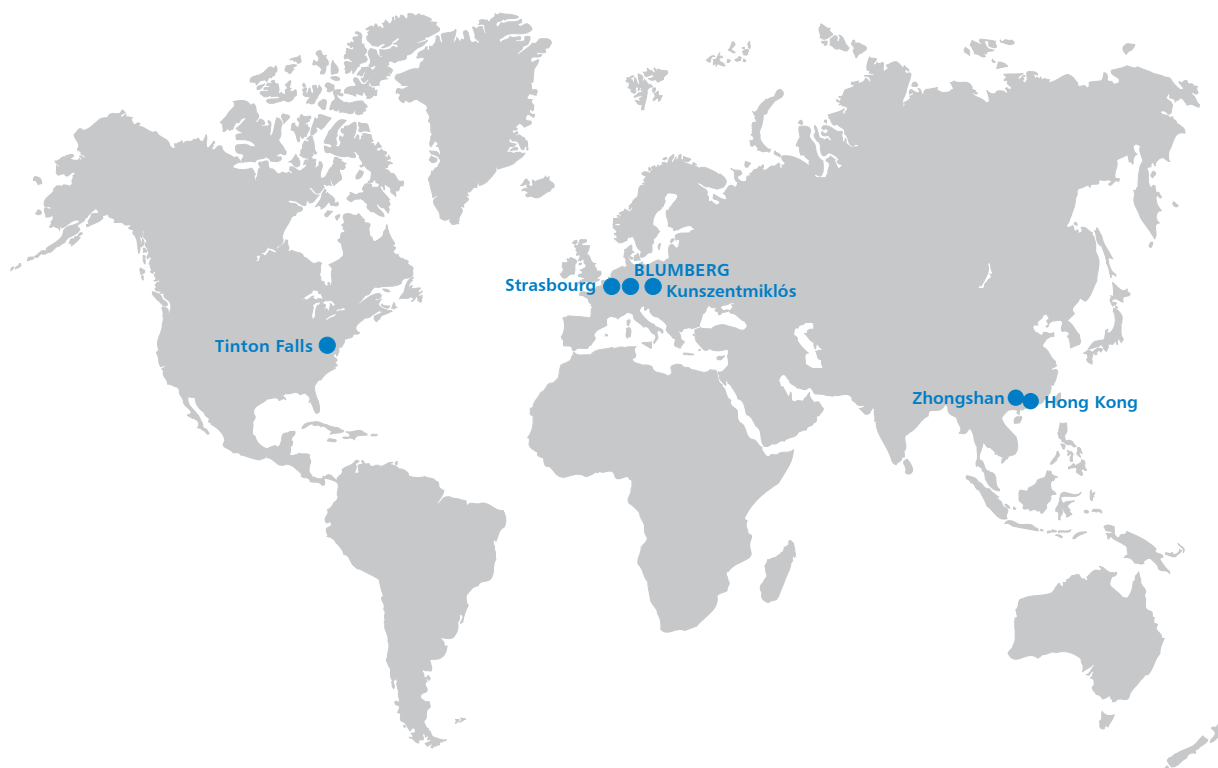 BLUMBERG
Strasbourg
Kunszentmiklós
Tinton Falls
Zhongshan
Hong Kong